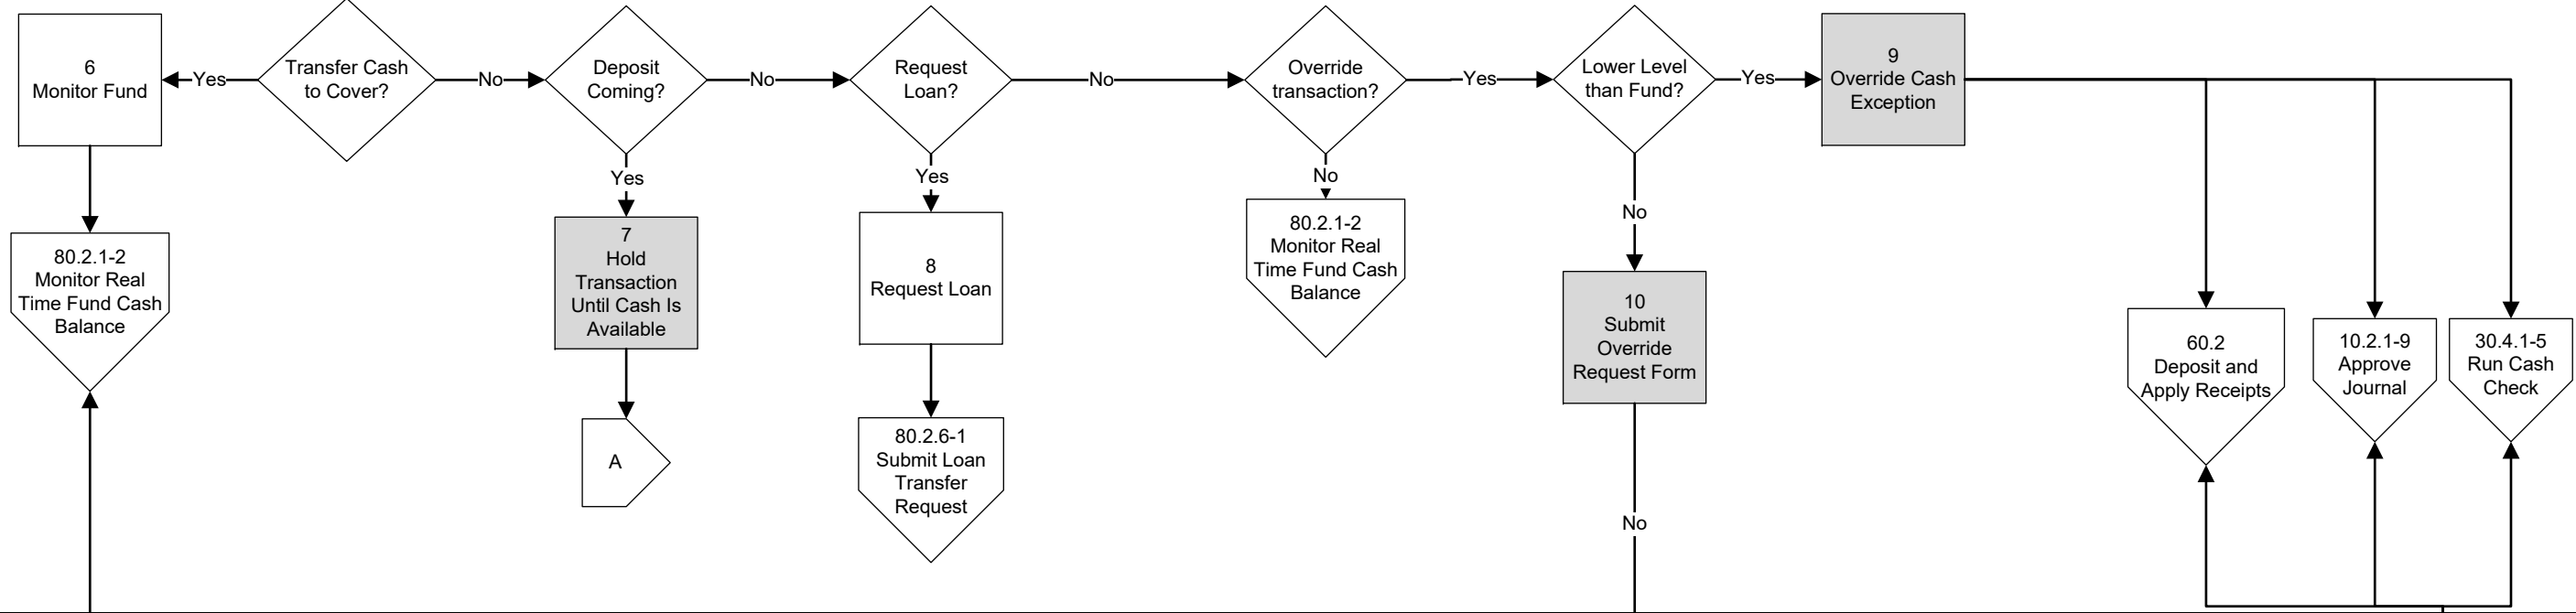 6
Monitor Fund
Yes
Transfer Cash
to Cover?
No
Deposit
Coming?
No
Request
Loan?
No
Override
transaction?
Yes
Lower Level
than Fund?
Yes
9
Override Cash
Exception
Yes
Yes
No
No
80.2.1-2
Monitor Real
Time Fund Cash
Balance
7
Hold
Transaction
Until Cash Is
Available
8
Request Loan
80.2.1-2
Monitor Real
Time Fund Cash
Balance
10
Submit
Override
Request Form
60.2
Deposit and
Apply Receipts
10.2.1-9
Approve
Journal
30.4.1-5
Run Cash
Check
A
80.2.6-1
Submit Loan
Transfer
Request
No